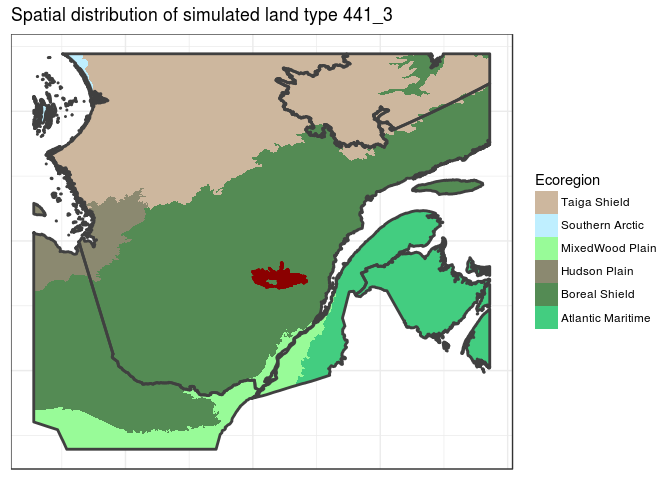 Spatial distribution of simulated land type 441_3
Ecoregion
Taiga Shield
Southern Arctic
MixedWood Plain
Hudson Plain
Boreal Shield
Atlantic Maritime